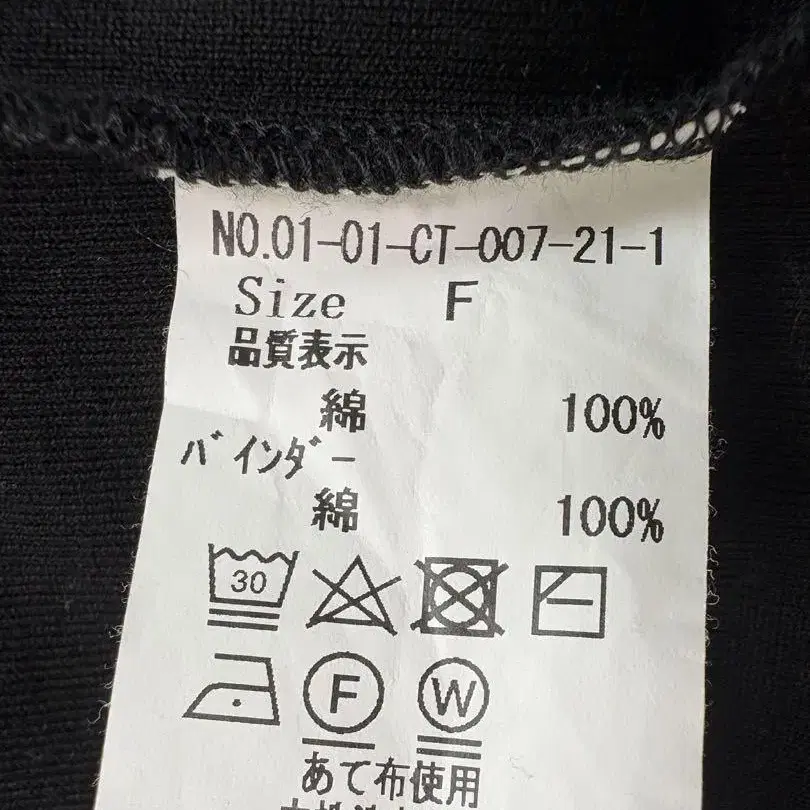 NO.01-01-CT-007-21-1
Size F
品質表示
綿 100%
バインダー
綿 100%
30
F W
あて布使用